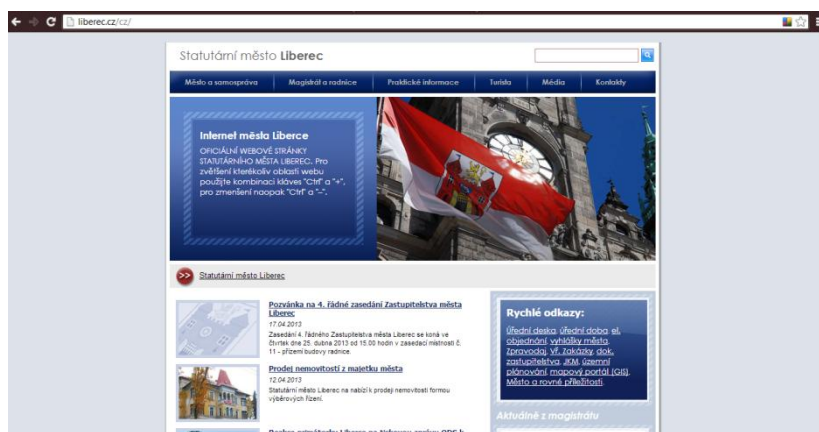 liberec.cz/cz/
Statutární město Liberec
Město a samospráva
Magistrát a radnice
Praktické informace
Turista
Média
Kontakty
Internet města Liberce
OFICIÁLNÍ WEBOVÉ STRÁNKY
STATUTÁRNÍHO MĚSTA LIBEREC. Pro
zvětšení kterékoliv oblasti webu
použijte kombinaci kláves "Ctrl" a "+",
pro zmenšení naopak "Ctrl" a "-".
Statutární město Liberec
Pozvánka na 4. řádné zasedání Zastupitelstva města
Liberec
17.04.2013
Zasedání 4. řádného Zastupitelstva města Liberec se koná ve
čtvrtek dne 25. dubna 2013 od 15.00 hodin v zasedací místnosti č.
11 - přízemí budovy radnice.
Prodej nemovitostí z majetku města
12.04.2013
Statutární město Liberec na nabízí k prodeji nemovitosti formou
výběrových řízení.
Rychlé odkazy:
Úřední deska, úřední doba, el.
objednání, vyhlášky města,
Zpravodaj, Vř. Zakázky, dok.
zastupitelstva, JKM, územní
plánování, mapový portál (GIS),
Město a rovné příležitosti.
Aktuálně z magistrátu